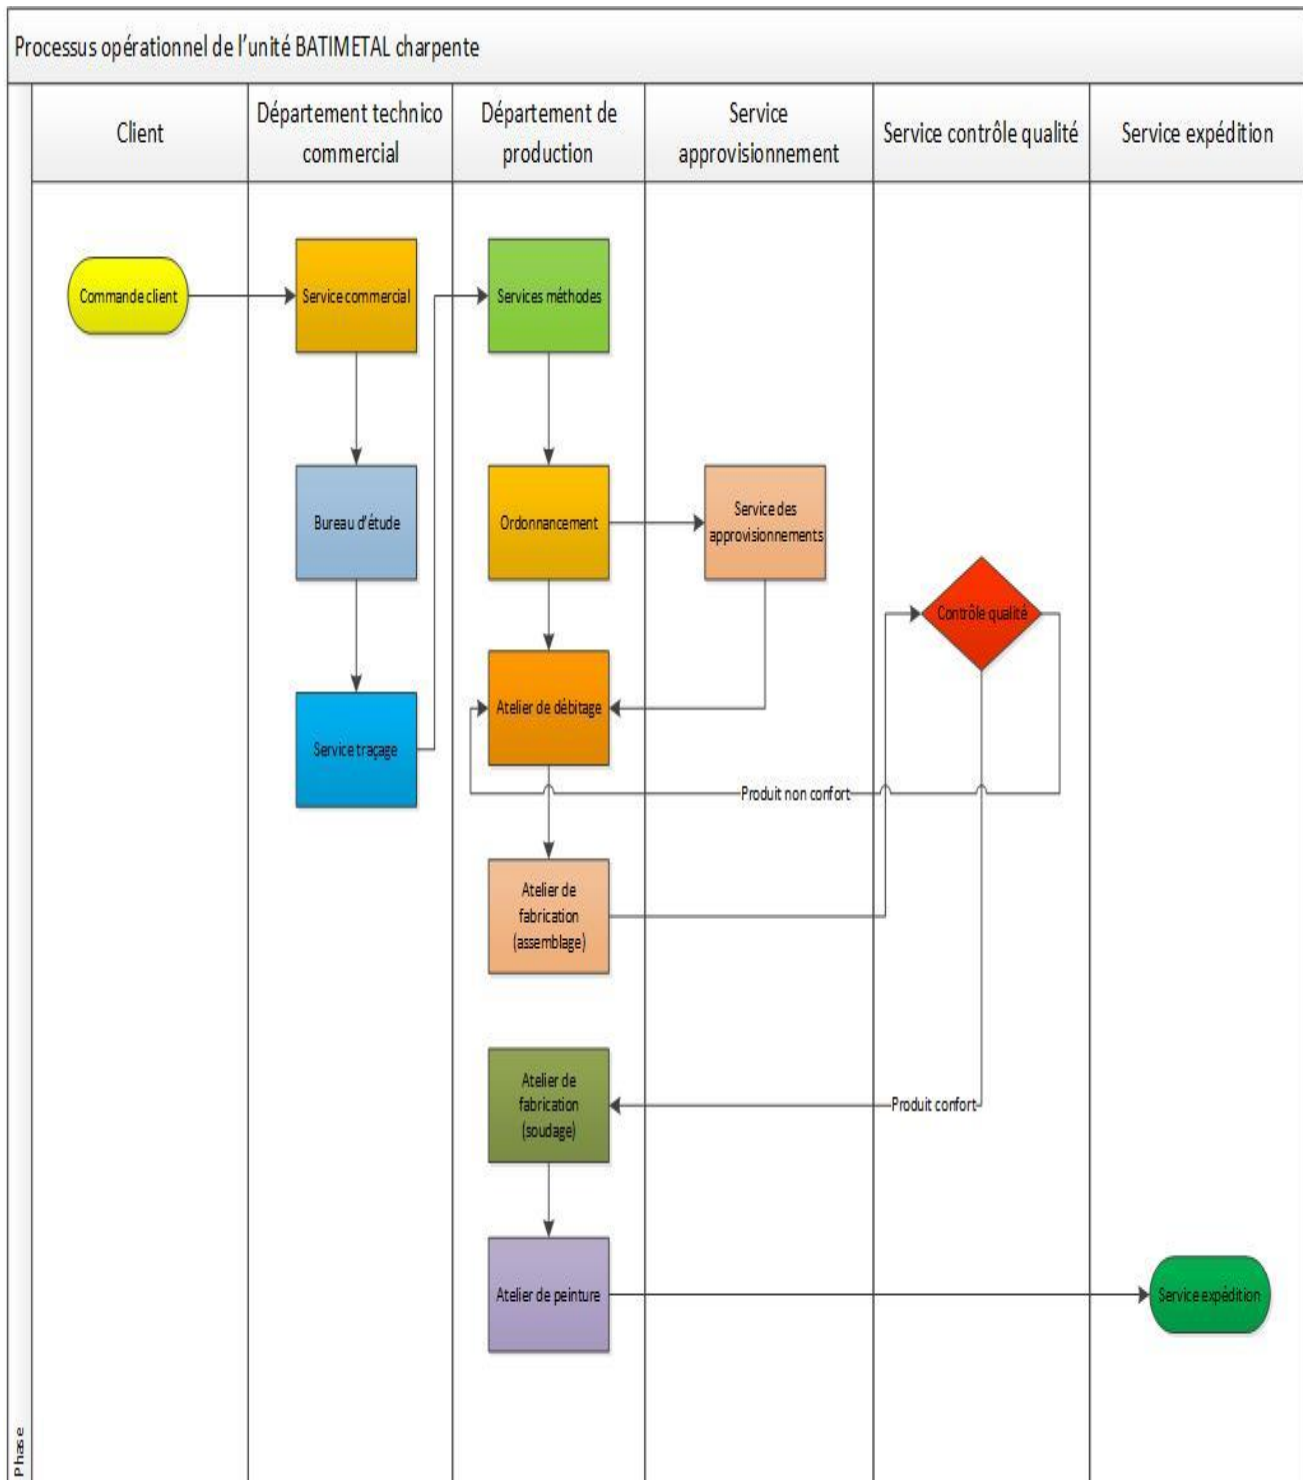 Processus opérationnel de l'unité BATIMETAL charpente
Client
Département technico
commercial
Département de
production
Service
approvisionnement
Service contrôle qualité
Service expédition
Commande client
Service commercial
Services méthodes
Bureau d'étude
Ordonnancement
Service des
approvisionnements
Contrôle qualité
Atelier de débitage
Service traçage
Produit non confort
Atelier de
fabrication
(assemblage)
Atelier de
fabrication
(soudage)
Produit confort
Atelier de peinture
Service expédition
Phase